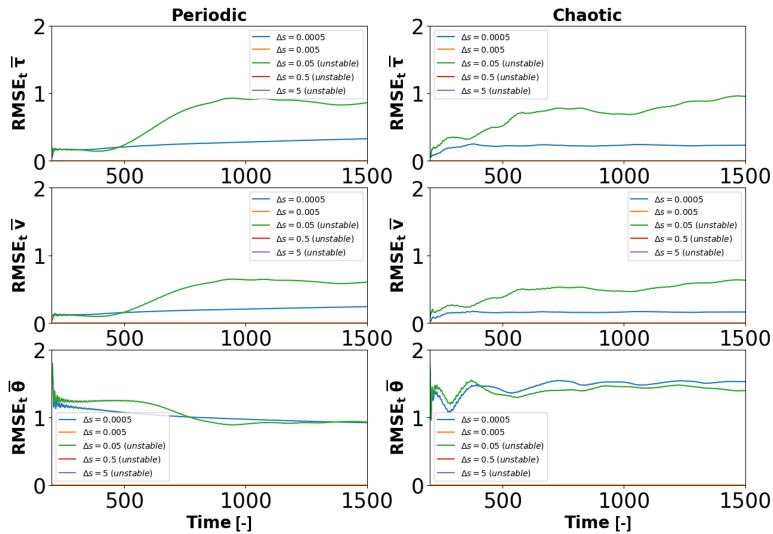 Periodic
Chaotic
RMSE_t τ̅
2
1
0
500 1000 1500
Δs = 0.0005
Δs = 0.005
Δs = 0.05 (unstable)
Δs = 0.5 (unstable)
Δs = 5 (unstable)
2
1
0
500 1000 1500
Δs = 0.0005
Δs = 0.005
Δs = 0.05 (unstable)
Δs = 0.5 (unstable)
Δs = 5 (unstable)
RMSE_t v̅
2
1
0
500 1000 1500
Δs = 0.0005
Δs = 0.005
Δs = 0.05 (unstable)
Δs = 0.5 (unstable)
Δs = 5 (unstable)
RMSE_t τ̅
RMSE_t v̅
2
1
0
500 1000 1500
Δs = 0.0005
Δs = 0.005
Δs = 0.05 (unstable)
Δs = 0.5 (unstable)
Δs = 5 (unstable)
RMSE_t θ̅
2
1
0
500 1000 1500
Δs = 0.0005
Δs = 0.005
Δs = 0.05 (unstable)
Δs = 0.5 (unstable)
Δs = 5 (unstable)
Time [-]
RMSE_t θ̅
2
1
0
500 1000 1500
Δs = 0.0005
Δs = 0.005
Δs = 0.05 (unstable)
Δs = 0.5 (unstable)
Δs = 5 (unstable)
Time [-]